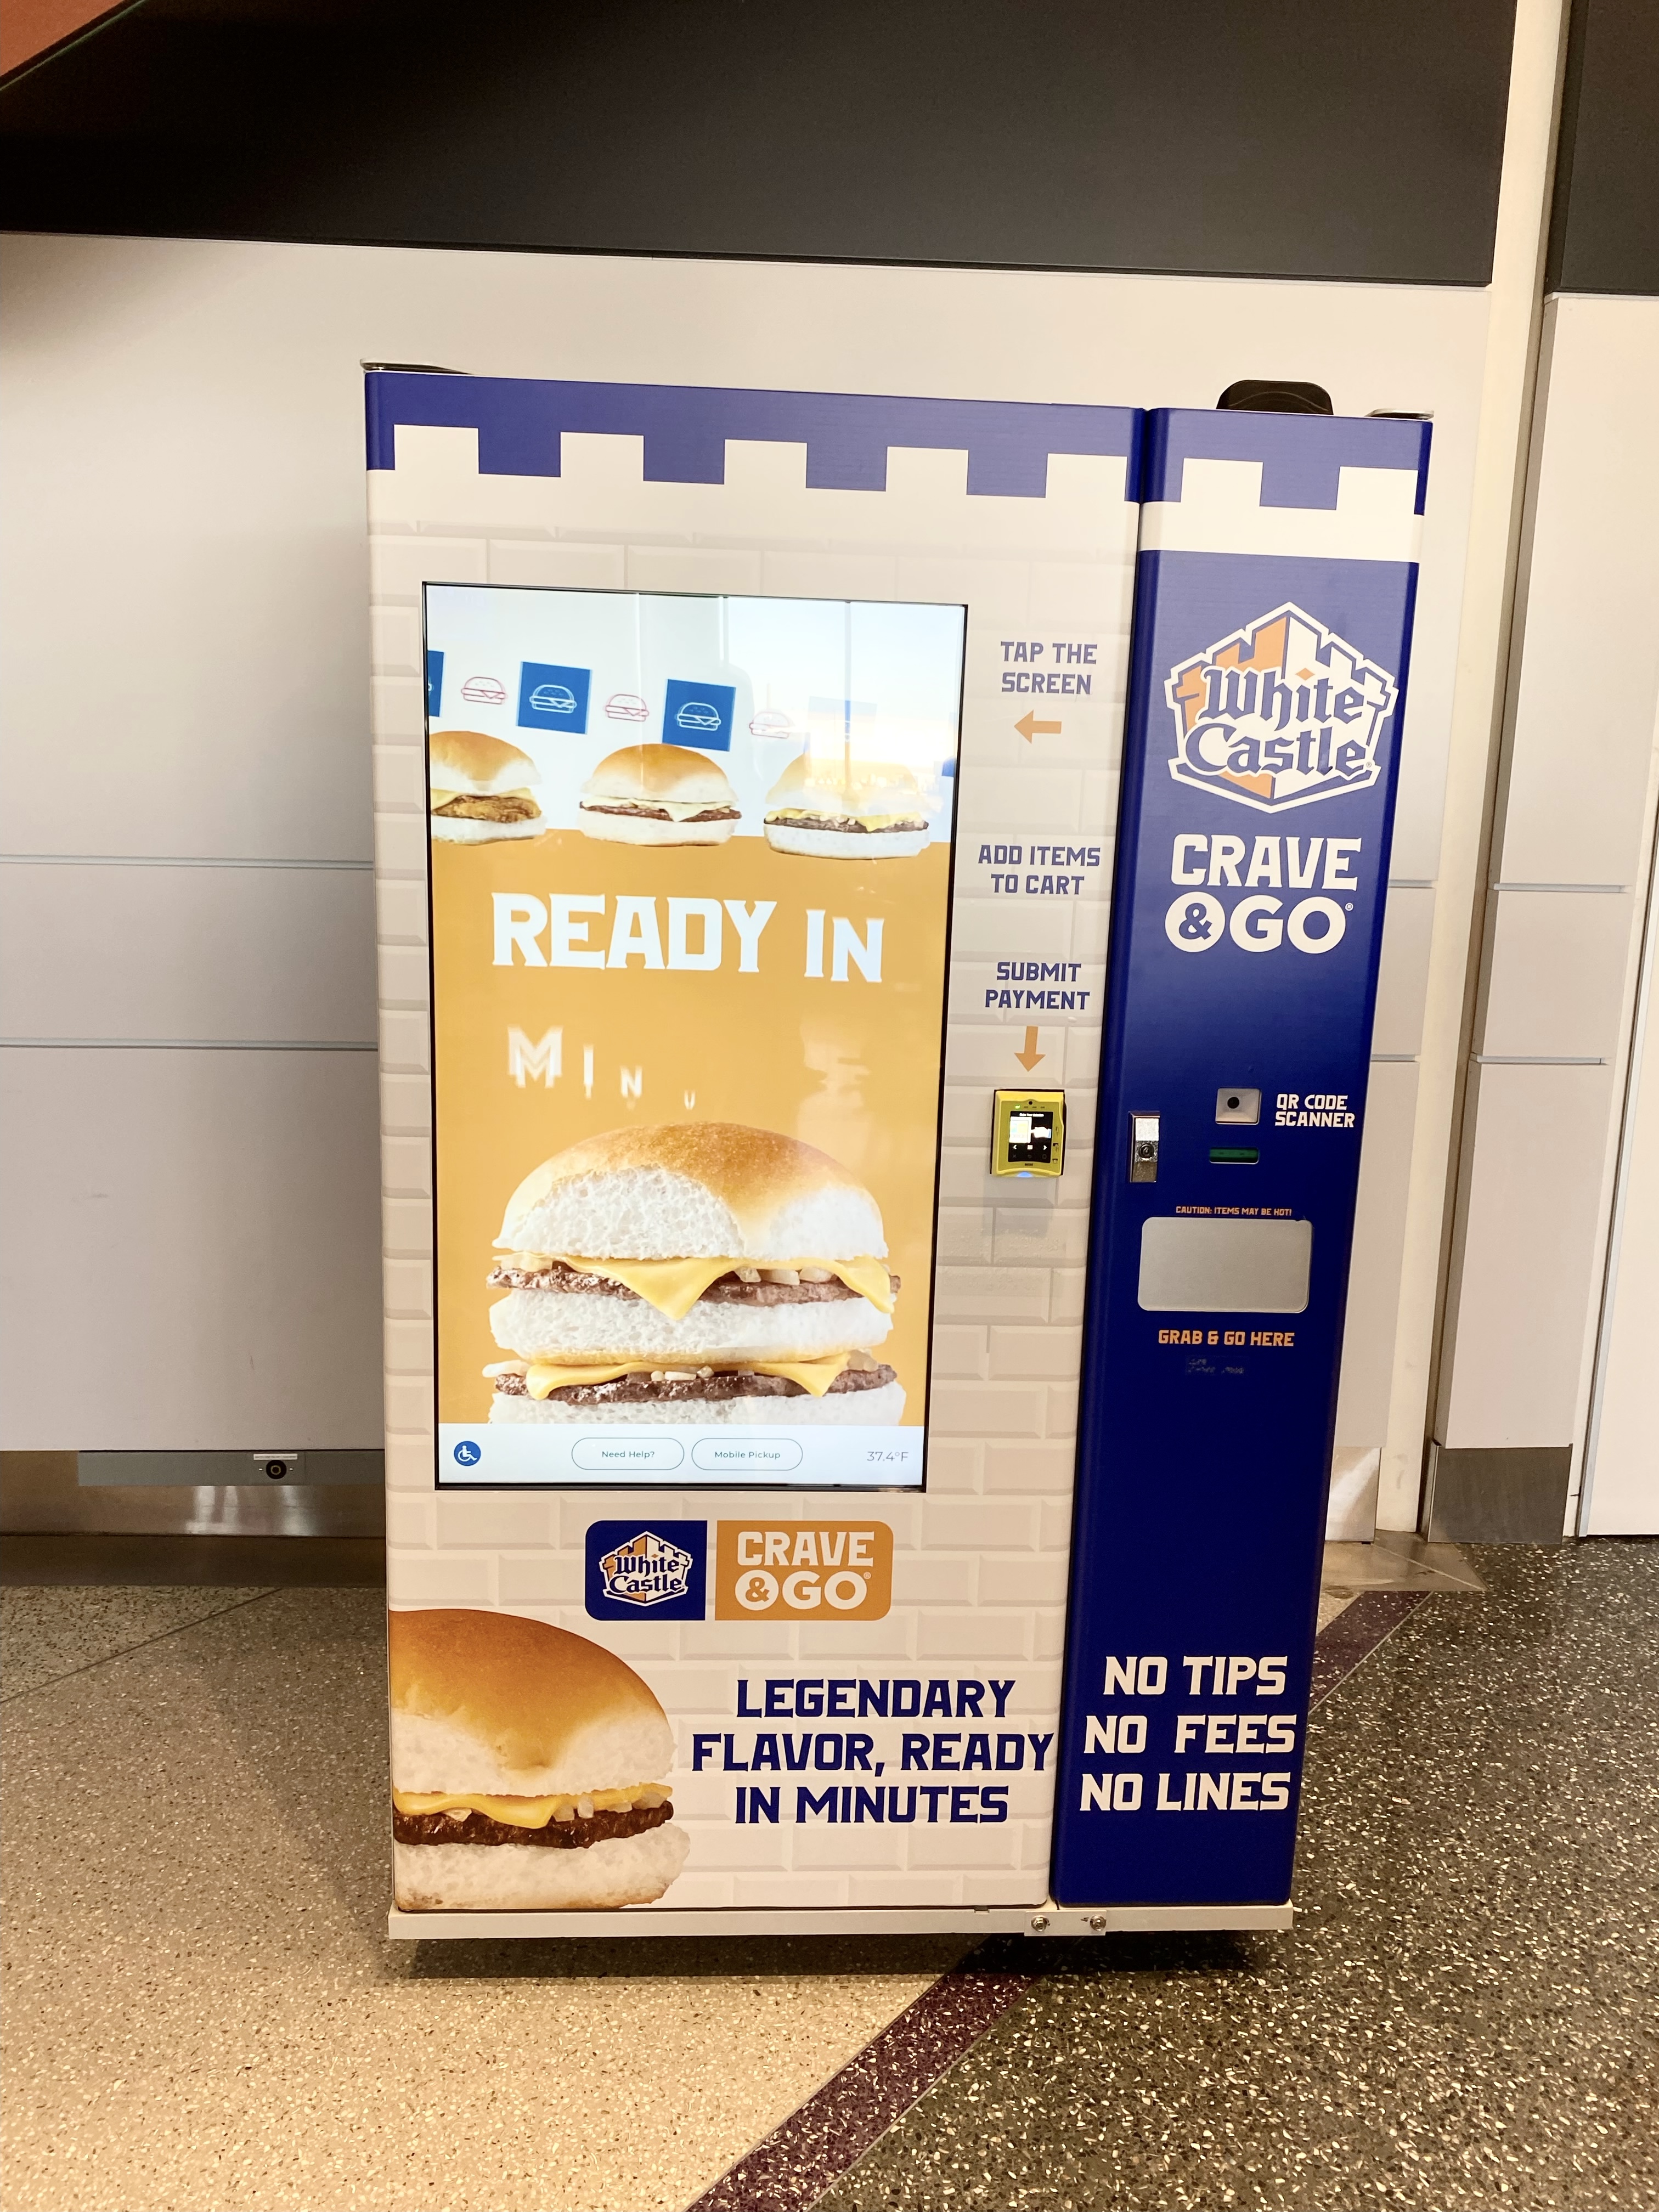 READY IN
MINU
Need Help?
Mobile Pickup
37.4°F
TAP THE
SCREEN
ADD ITEMS
TO CART
SUBMIT
PAYMENT
White
Castle
CRAVE
&GO®
LEGENDARY
FLAVOR, READY
IN MINUTES
White
Castle®
CRAVE
&GO®
QR CODE
SCANNER
CAUTION: ITEMS MAY BE HOT!
GRAB & GO HERE
NO TIPS
NO FEES
NO LINES